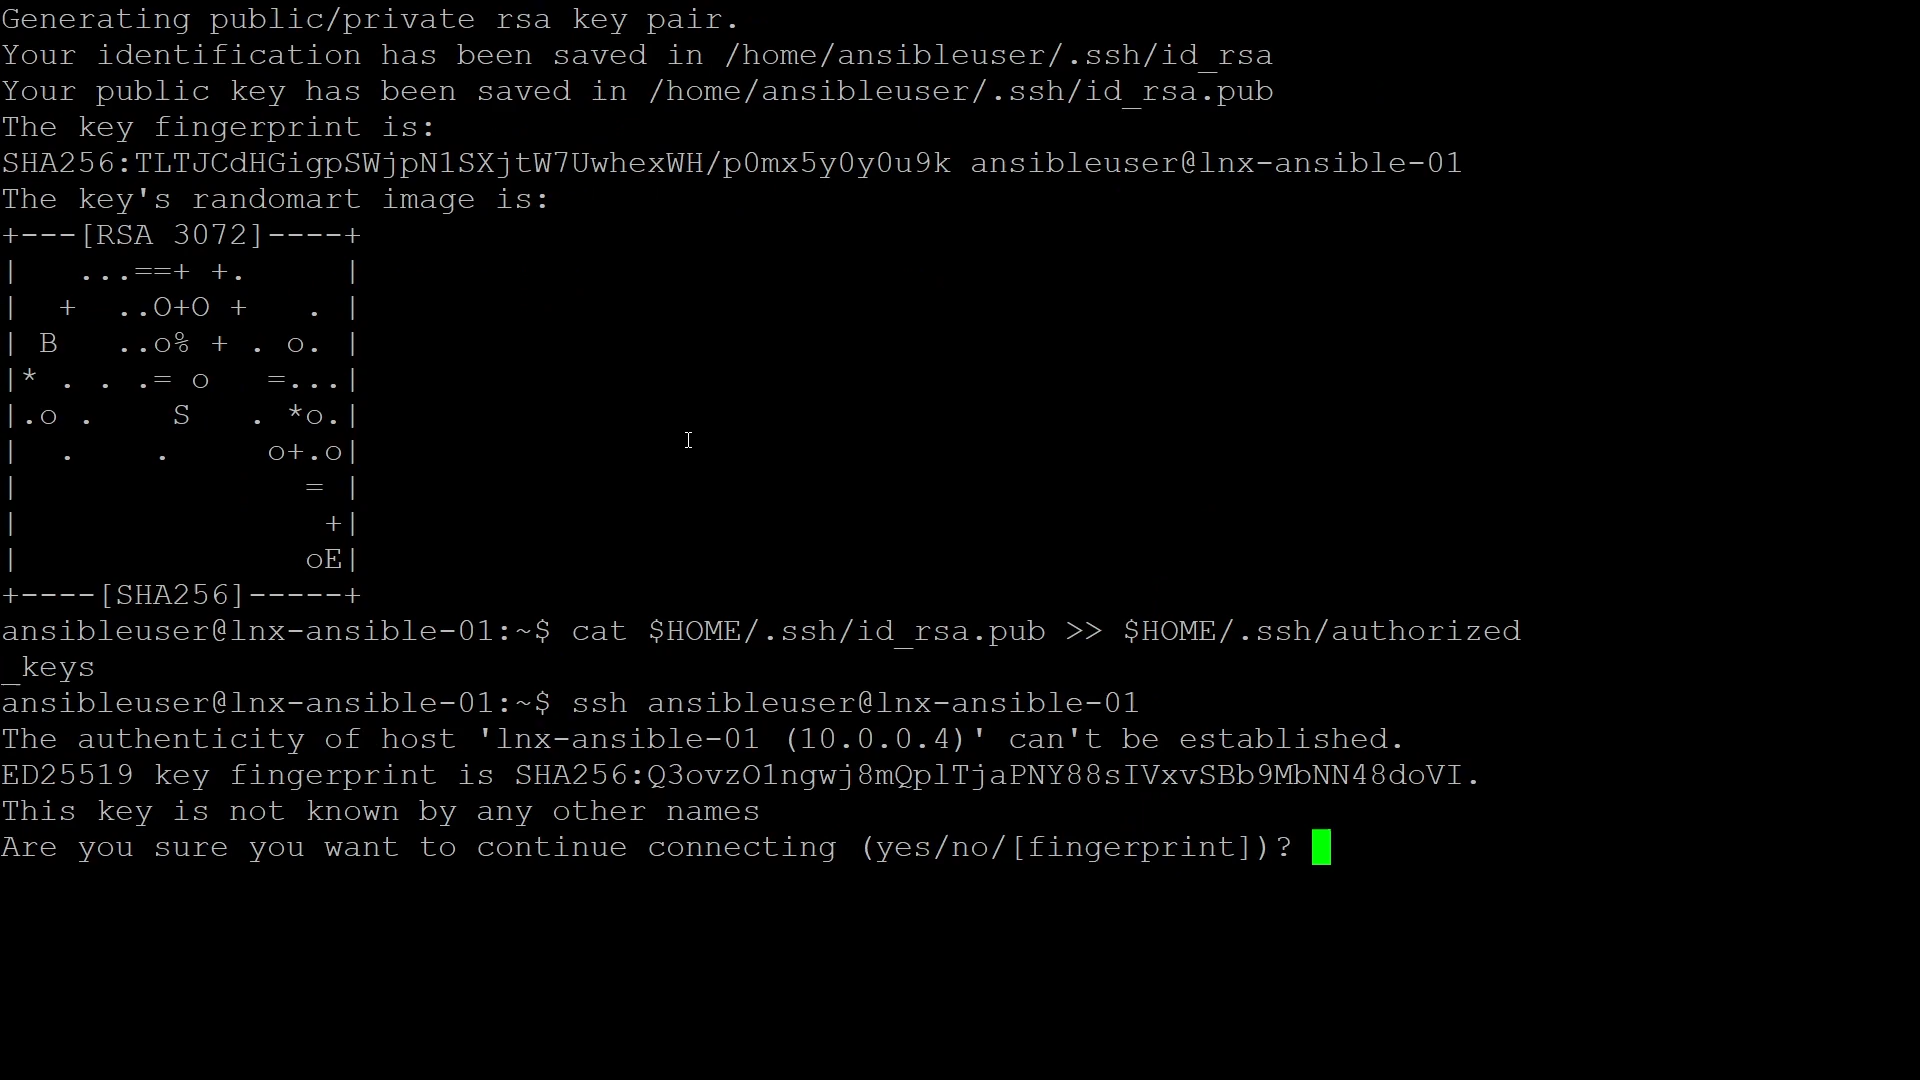 Generating public/private rsa key pair.
Your identification has been saved in /home/ansibleuser/.ssh/id_rsa
Your public key has been saved in /home/ansibleuser/.ssh/id_rsa.pub
The key fingerprint is:
SHA256:TLTJCdHGigpSWjpN1SXjtW7UwhexWH/p0mx5y0y0u9k ansibleuser@lnx-ansible-01
The key's randomart image is:
+---[RSA 3072]----+
|   ...==+ +.     |
|  +  ..O+O +   . |
| B   ..o% + . o. |
|* . . .= o   =...|
|.o .    S   . *o.|
|  .    .     o+.o|
|               = |
|                +|
|               oE|
+----[SHA256]-----+
ansibleuser@lnx-ansible-01:~$ cat $HOME/.ssh/id_rsa.pub >> $HOME/.ssh/authorized
_keys
ansibleuser@lnx-ansible-01:~$ ssh ansibleuser@lnx-ansible-01
The authenticity of host 'lnx-ansible-01 (10.0.0.4)' can't be established.
ED25519 key fingerprint is SHA256:Q3ovzO1ngwj8mQplTjaPNY88sIVxvSBb9MbNN48doVI.
This key is not known by any other names
Are you sure you want to continue connecting (yes/no/[fingerprint])?